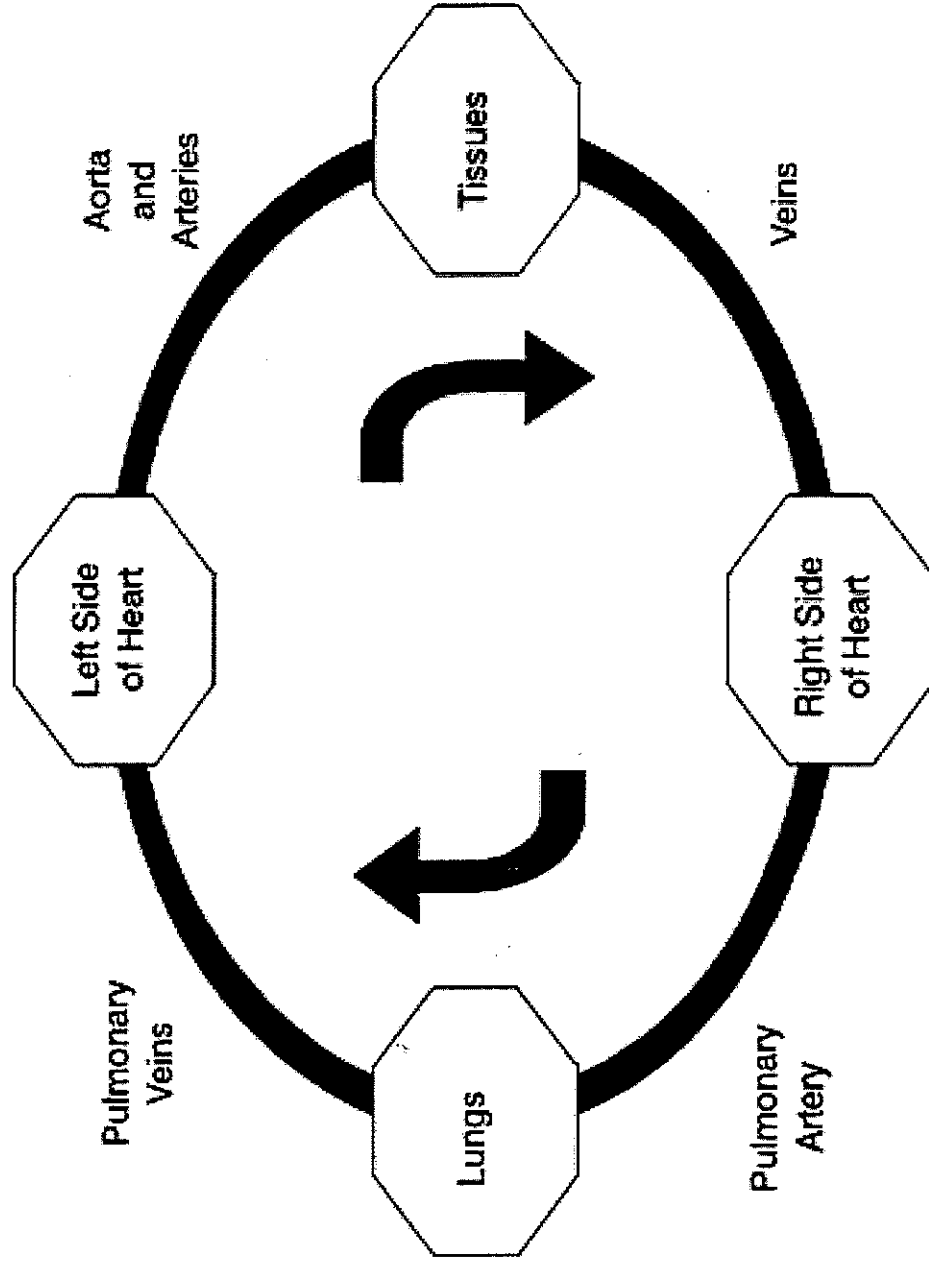 Left Side
of Heart
Pulmonary
Veins
Aorta
and
Arteries
Lungs
Tissues
Pulmonary
Artery
Veins
Right Side
of Heart